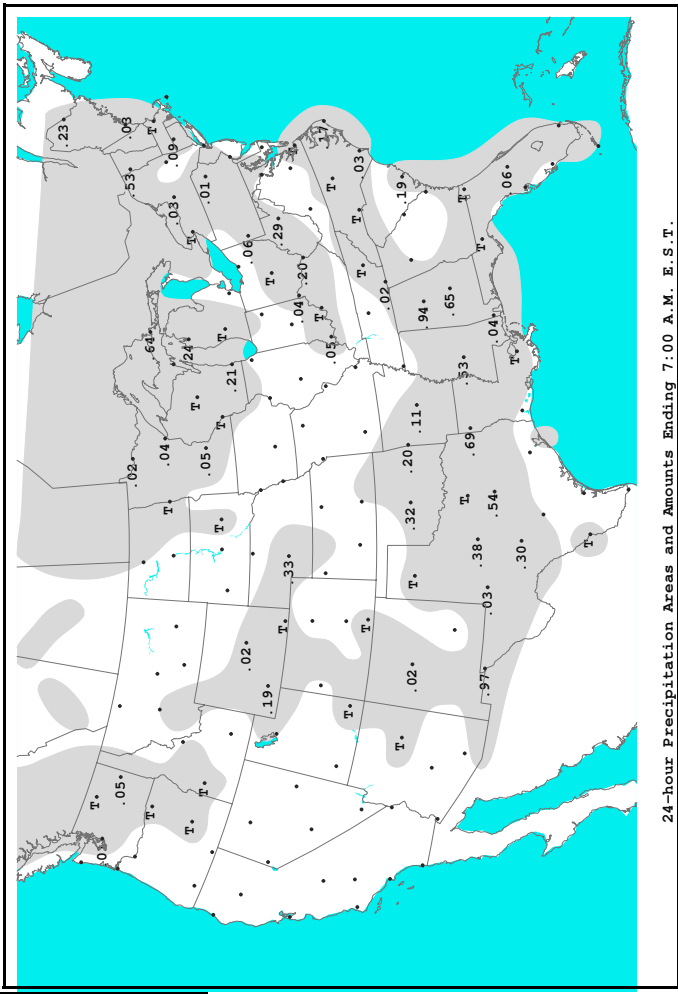 .23
T
.05
.03
.53
.02
.64
T
T
.04
T
.09
.03
.24
T
T
T
T
.05
.01
T
T
T
.21
.02
.06
.19
T
.29
T
.33
T
.04
.20
T
.17
.05
T
T
T
.03
T
T
.02
T
.19
.20
.32
.02
T
.11
.94
.65
T
.53
T
.69
.38
T
.97
.03
.54
.04
.06
T
.30
T
24-hour Precipitation Areas and Amounts Ending 7:00 A.M. E.S.T.